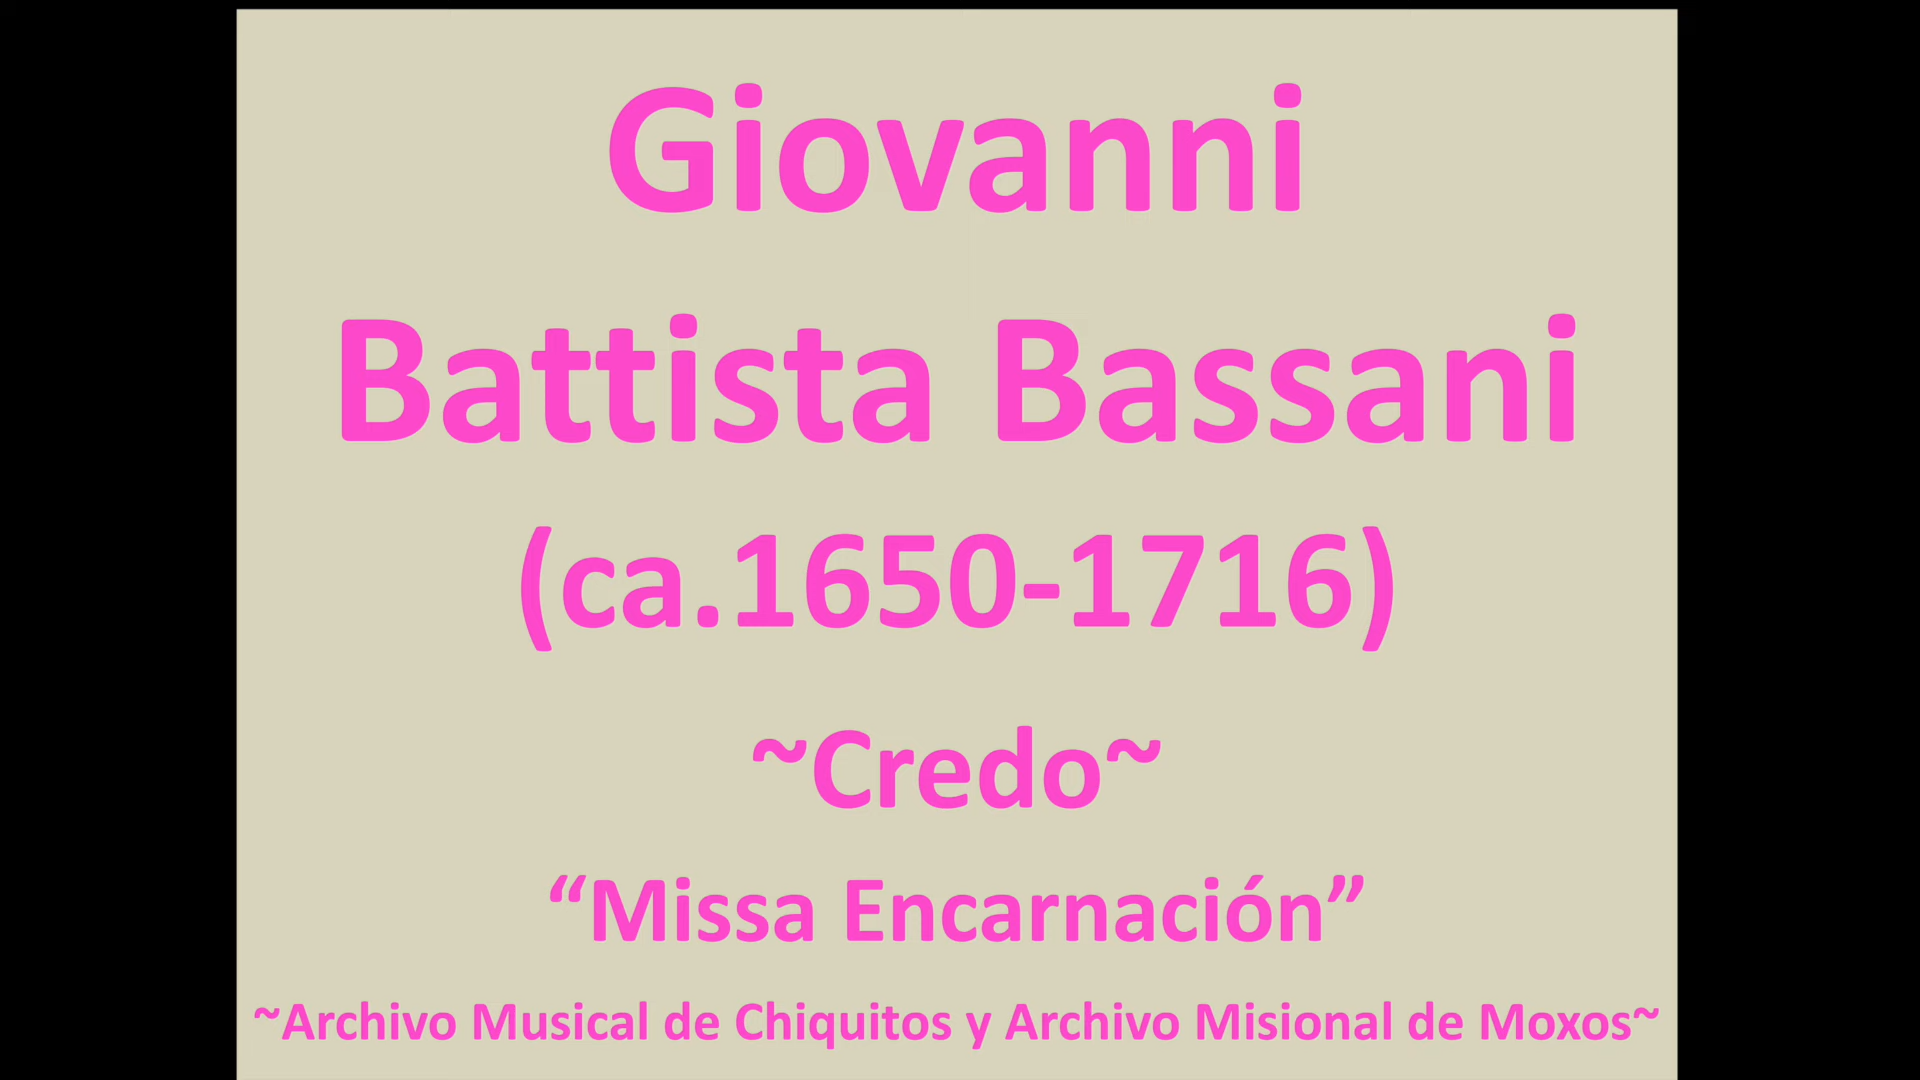 Giovanni
Battista Bassani
(ca.1650-1716)
~Credo~
“Missa Encarnación”
~Archivo Musical de Chiquitos y Archivo Misional de Moxos~